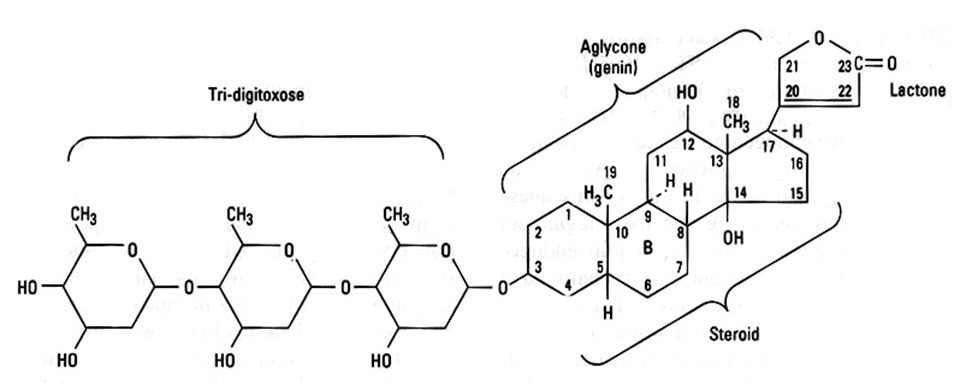 Aglycone
(genin)
Tri-digitoxose
Lactone
Steroid
O
21
23
O
20
22
HO
18
CH₃
12
17
H
11
13
16
19
H₃C
H
H
14
15
1
9
8
OH
2
10
B
3
5
7
4
6
H
CH₃
CH₃
CH₃
O
O
O
HO
O
O
O
HO
HO
HO